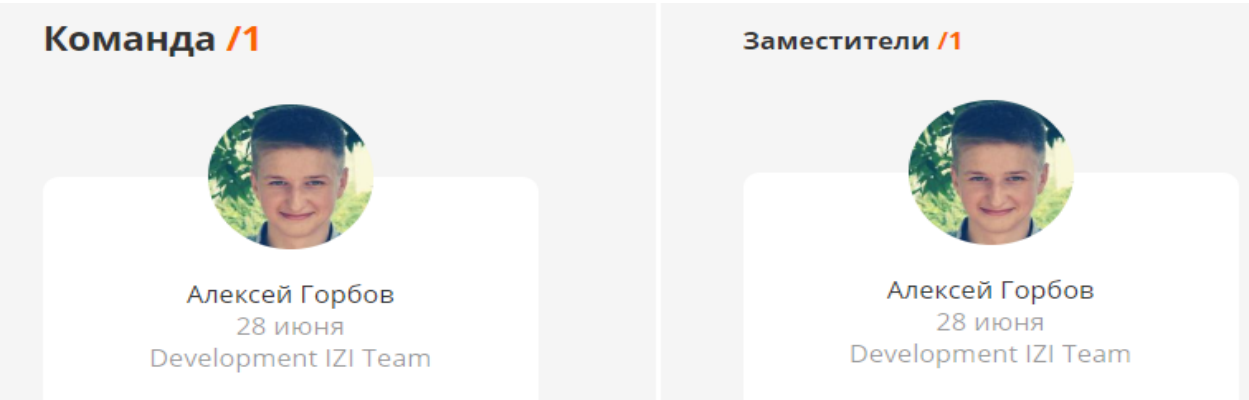 Команда /1
Алексей Горбов
28 июня
Development IZI Team
Заместители /1
Алексей Горбов
28 июня
Development IZI Team